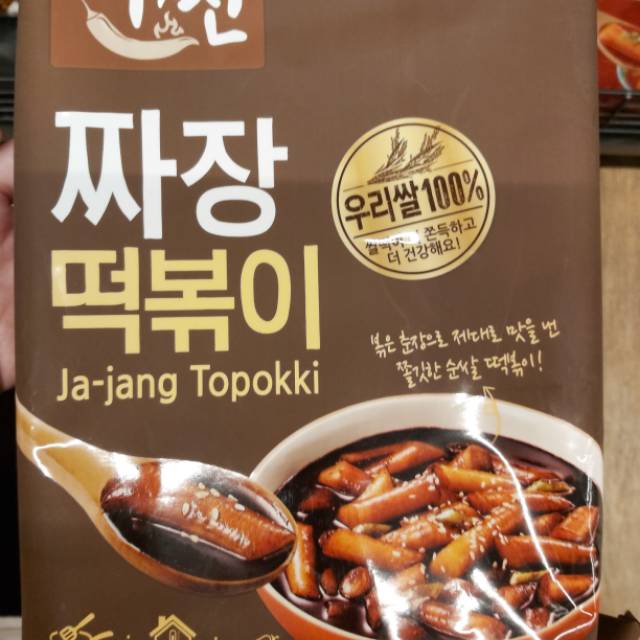 짜장
떡볶이
Ja-jang Topokki
우리쌀100%
쫀득하고
더 건강해요!
볶은 춘장으로 제대로 맛을 낸
쫄깃한 순쌀 떡볶이!